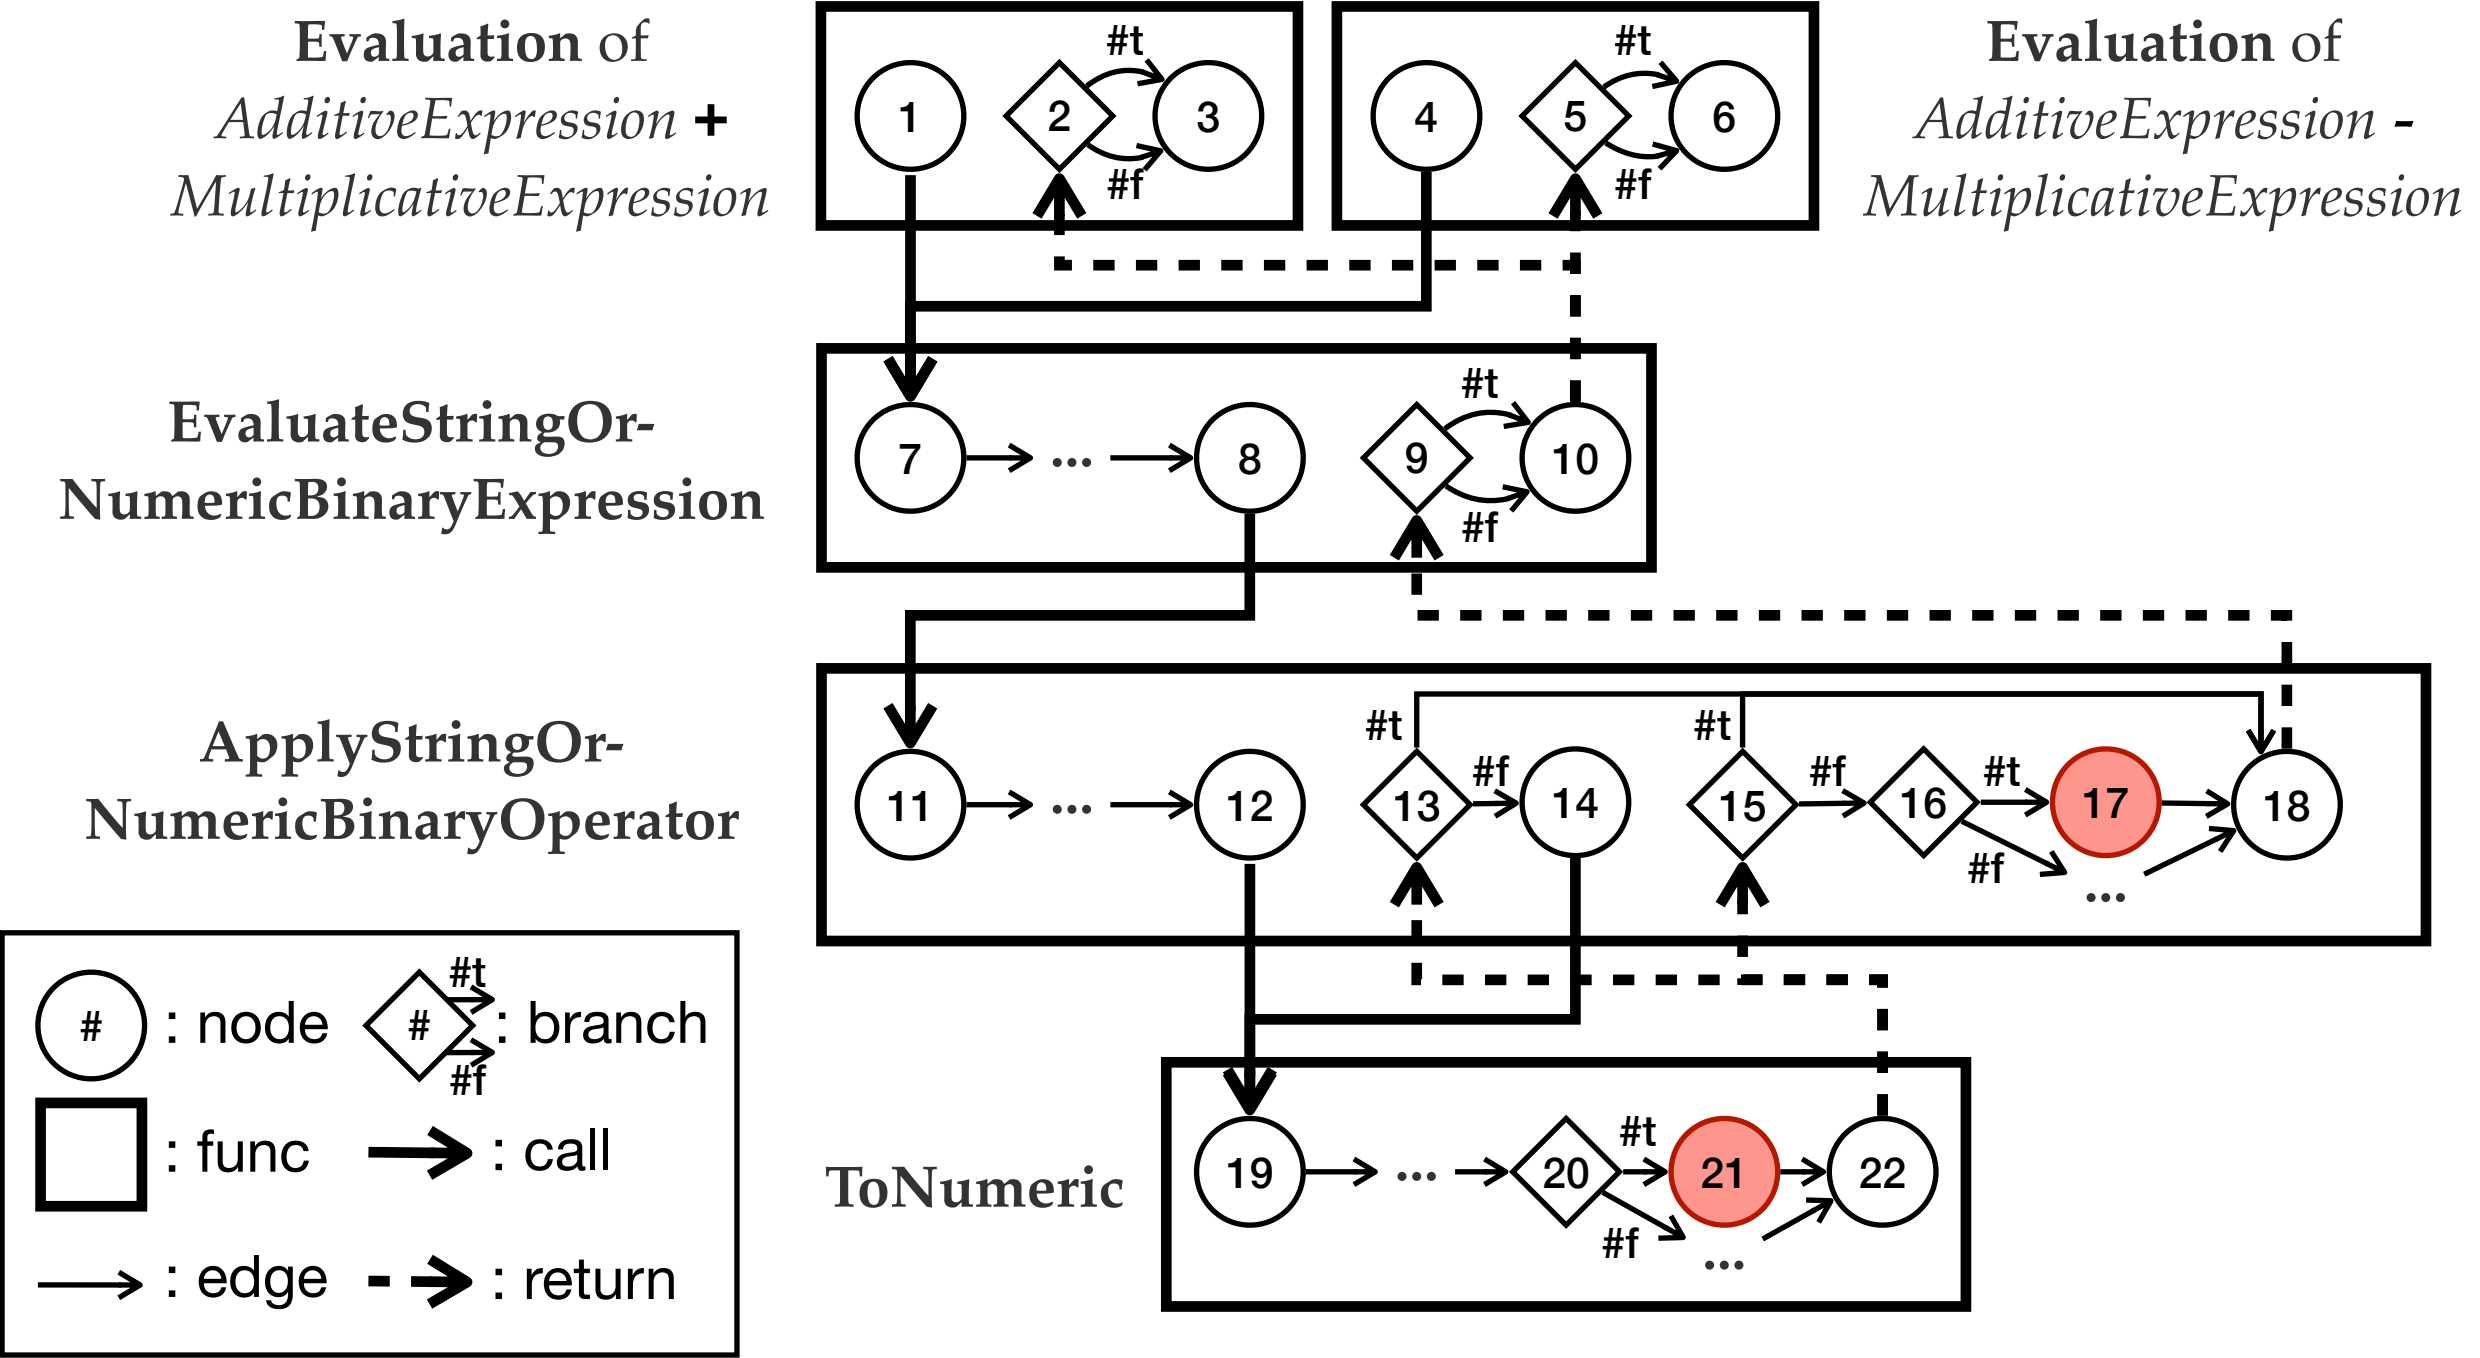 Evaluation of
AdditiveExpression +
MultiplicativeExpression
#t
1 2 3
#f
#t
4 5 6
#f
Evaluation of
AdditiveExpression -
MultiplicativeExpression
EvaluateStringOr-
NumericBinaryExpression
#t
7 ... 8 9 10
#f
ApplyStringOr-
NumericBinaryOperator
#t #t
#f #f #t
11 ... 12 13 14 15 16 17 18
#f
...
ToNumeric
#t
19 ... 20 21 22
#f
...
#t
# : node # : branch
#f
: func : call
: edge : return